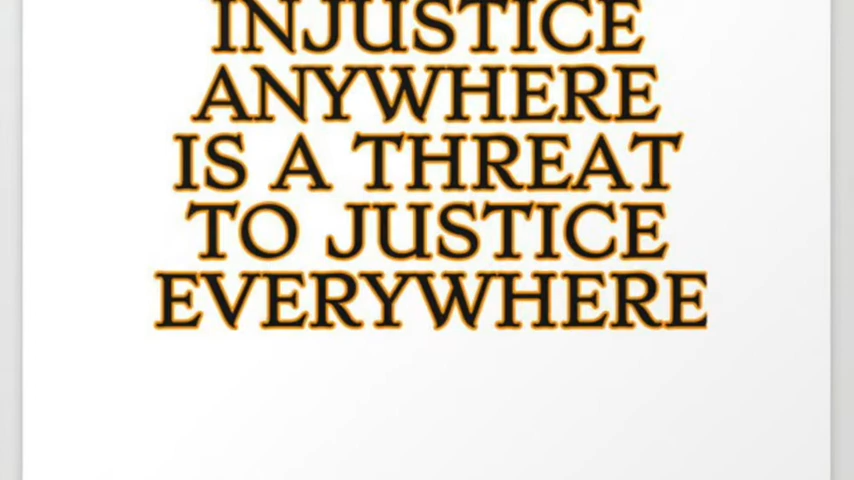 INJUSTICE
ANYWHERE
IS A THREAT
TO JUSTICE
EVERYWHERE